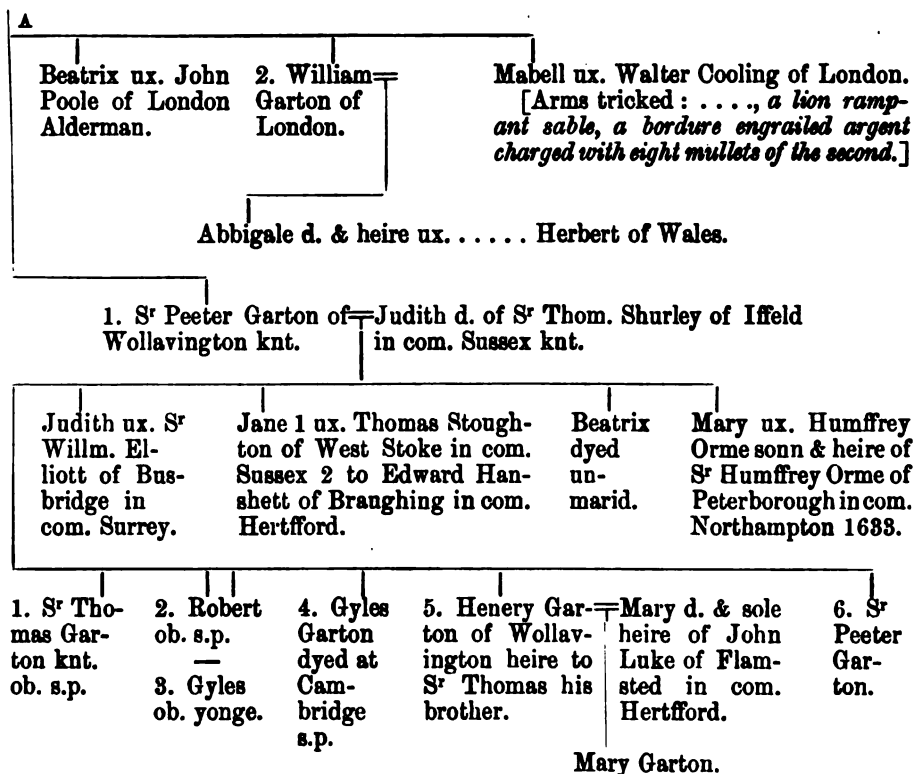 A
Beatrix ux. John
Poole of London
Alderman.
2. William
Garton of
London.
Mabell ux. Walter Cooling of London.
[Arms tricked : . . . ., a lion ramp-
ant sable, a bordure engrailed argent
charged with eight mullets of the second.]
Abbigale d. & heire ux. . . . . . Herbert of Wales.
1. Sʳ Peeter Garton of
Wollavington knt.
Judith d. of Sʳ Thom. Shurley of Iffeld
in com. Sussex knt.
Judith ux. Sʳ
Willm. El-
liott of Bus-
bridge in
com. Surrey.
Jane 1 ux. Thomas Stough-
ton of West Stoke in com.
Sussex 2 to Edward Han-
shett of Braughing in com.
Hertfford.
Beatrix
dyed
un-
marid.
Mary ux. Humffrey
Orme sonn & heire of
Sʳ Humffrey Orme of
Peterborough in com.
Northampton 1633.
1. Sʳ Tho-
mas Gar-
ton knt.
ob. s.p.
2. Robert
ob. s.p.
—
3. Gyles
ob. yonge.
4. Gyles
Garton
dyed at
Cam-
bridge
s.p.
5. Henery Gar-
ton of Wollav-
ington heire to
Sʳ Thomas his
brother.
Mary d. & sole
heire of John
Luke of Flam-
sted in com.
Hertfford.
6. Sʳ
Peeter
Gar-
ton.
Mary Garton.